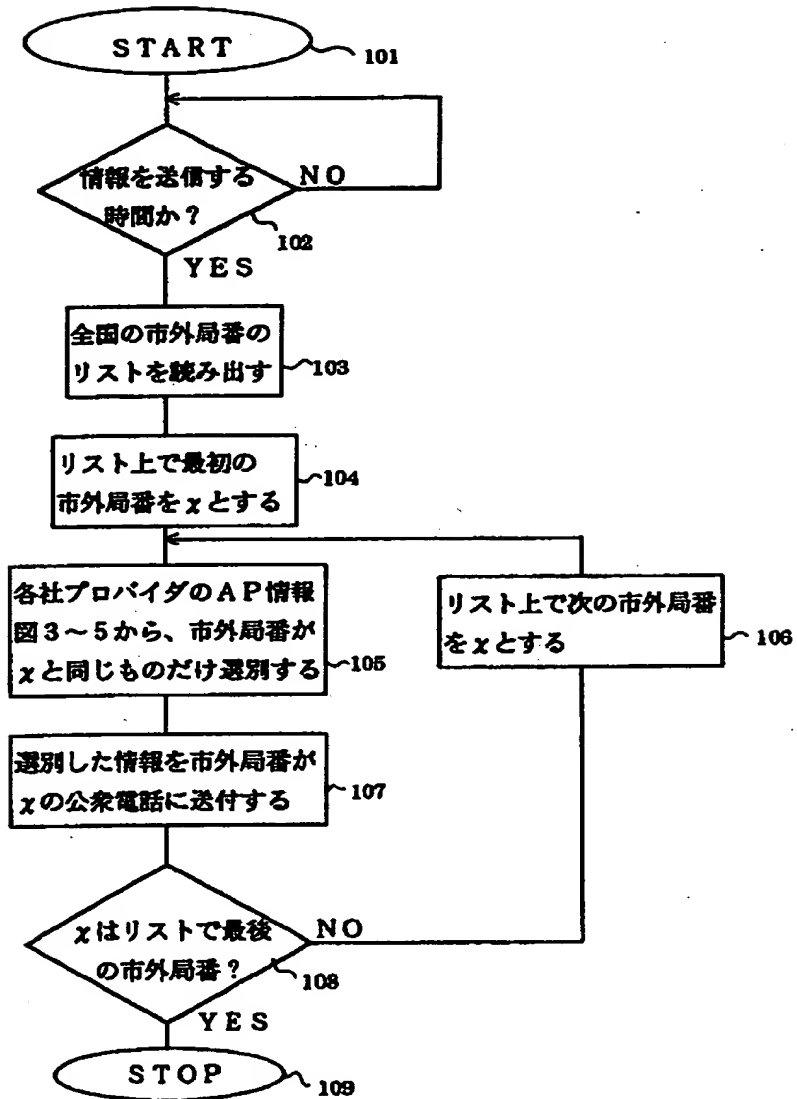 START
101
情報を送信する
時間か?
NO
102
YES
全国の市外局番の
リストを読み出す
103
リスト上で最初の
市外局番をχとする
104
各社プロバイダのAP情報
図3~5から、市外局番が
χと同じものだけ選別する
105
リスト上で次の市外局番
をχとする
106
選別した情報を市外局番が
χの公衆電話に送付する
107
χはリストで最後
の市外局番?
NO
108
YES
STOP
109